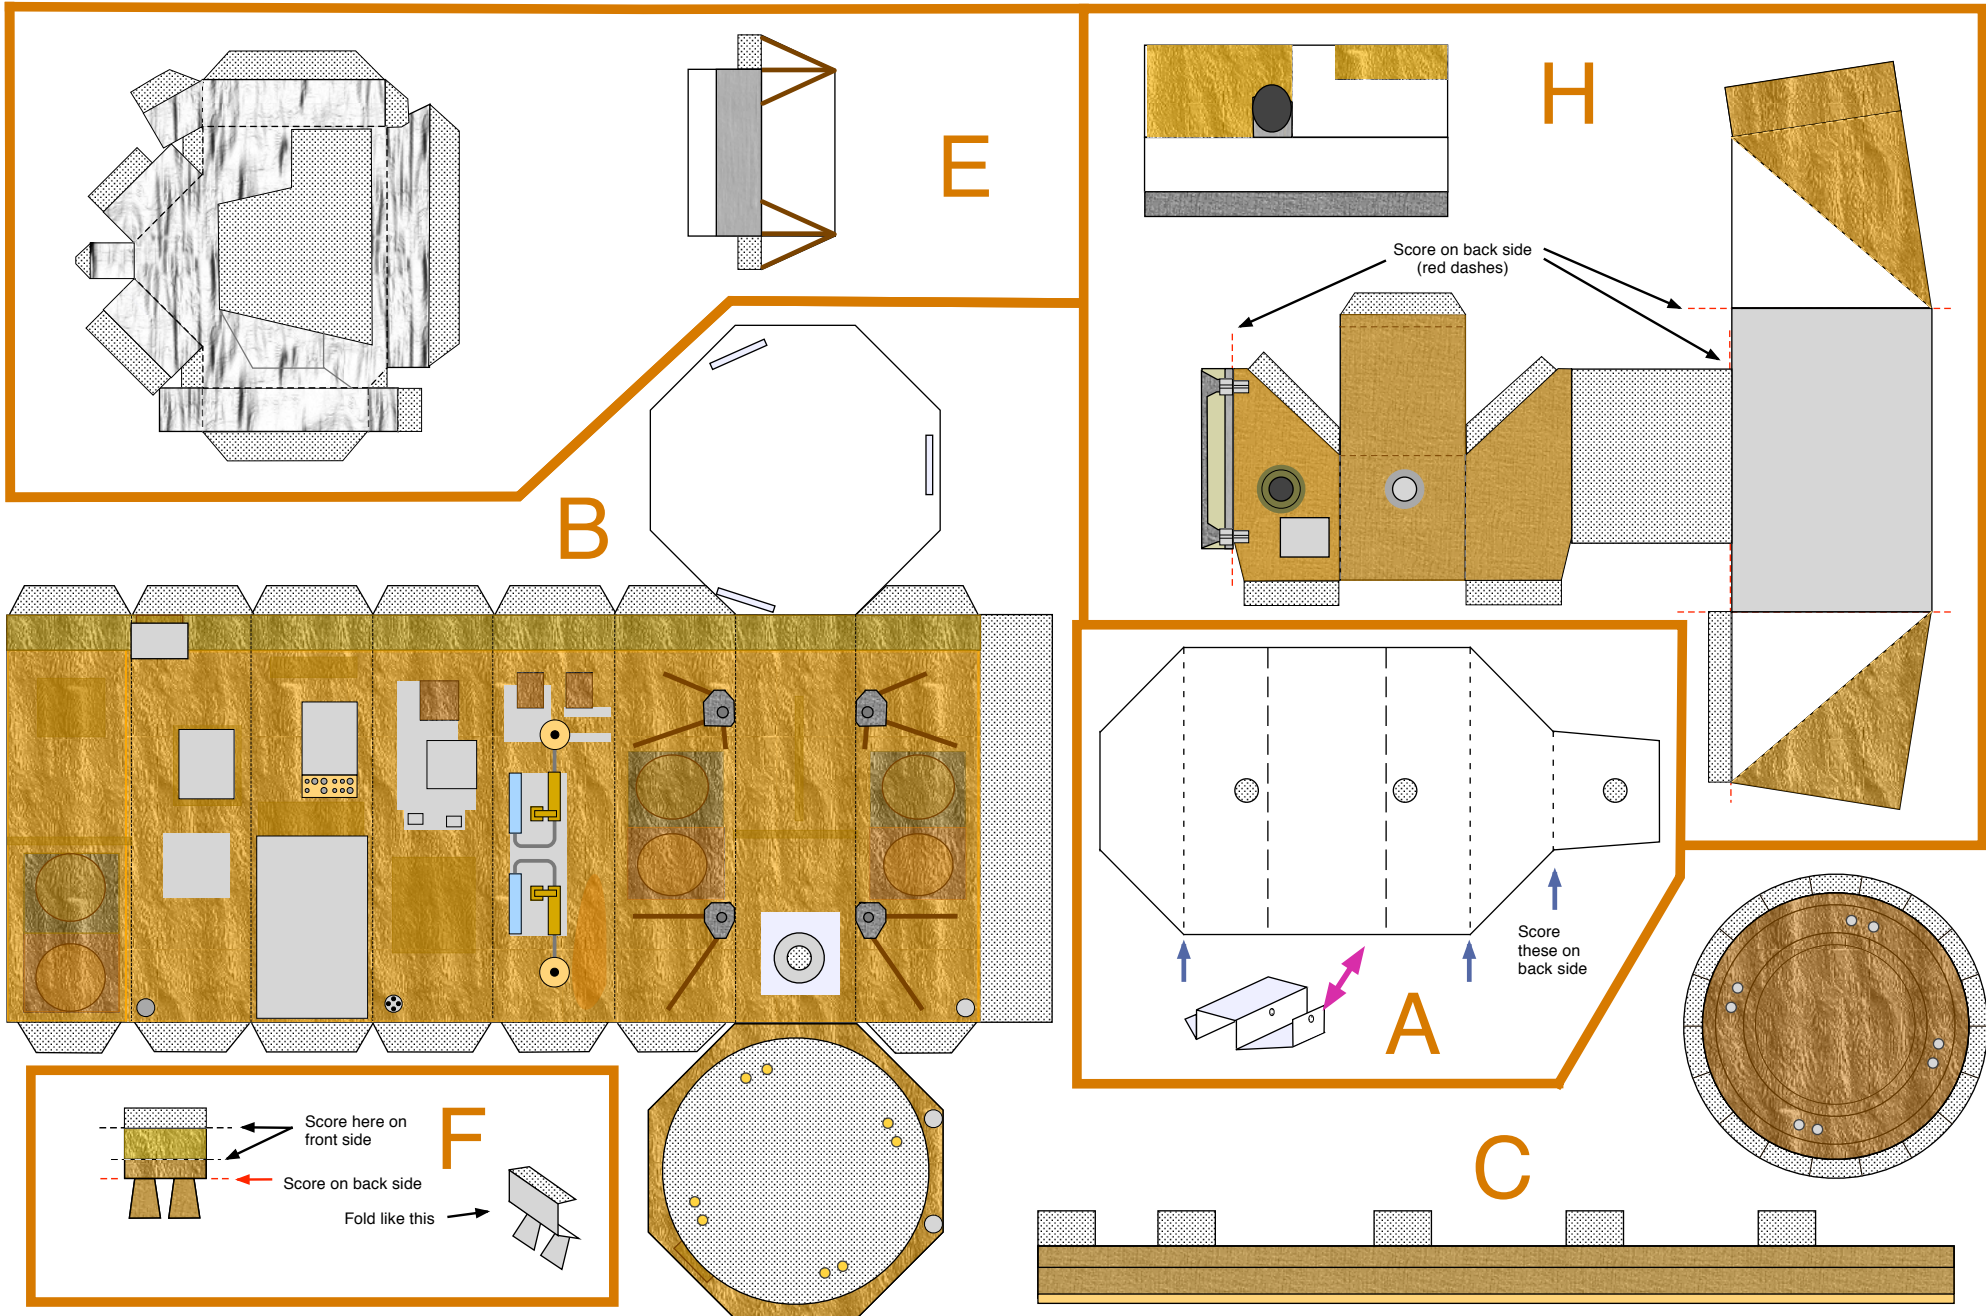 E
H
Score on back side
(red dashes)
B
A
Score
these on
back side
F
Score here on
front side
Score on back side
Fold like this
C